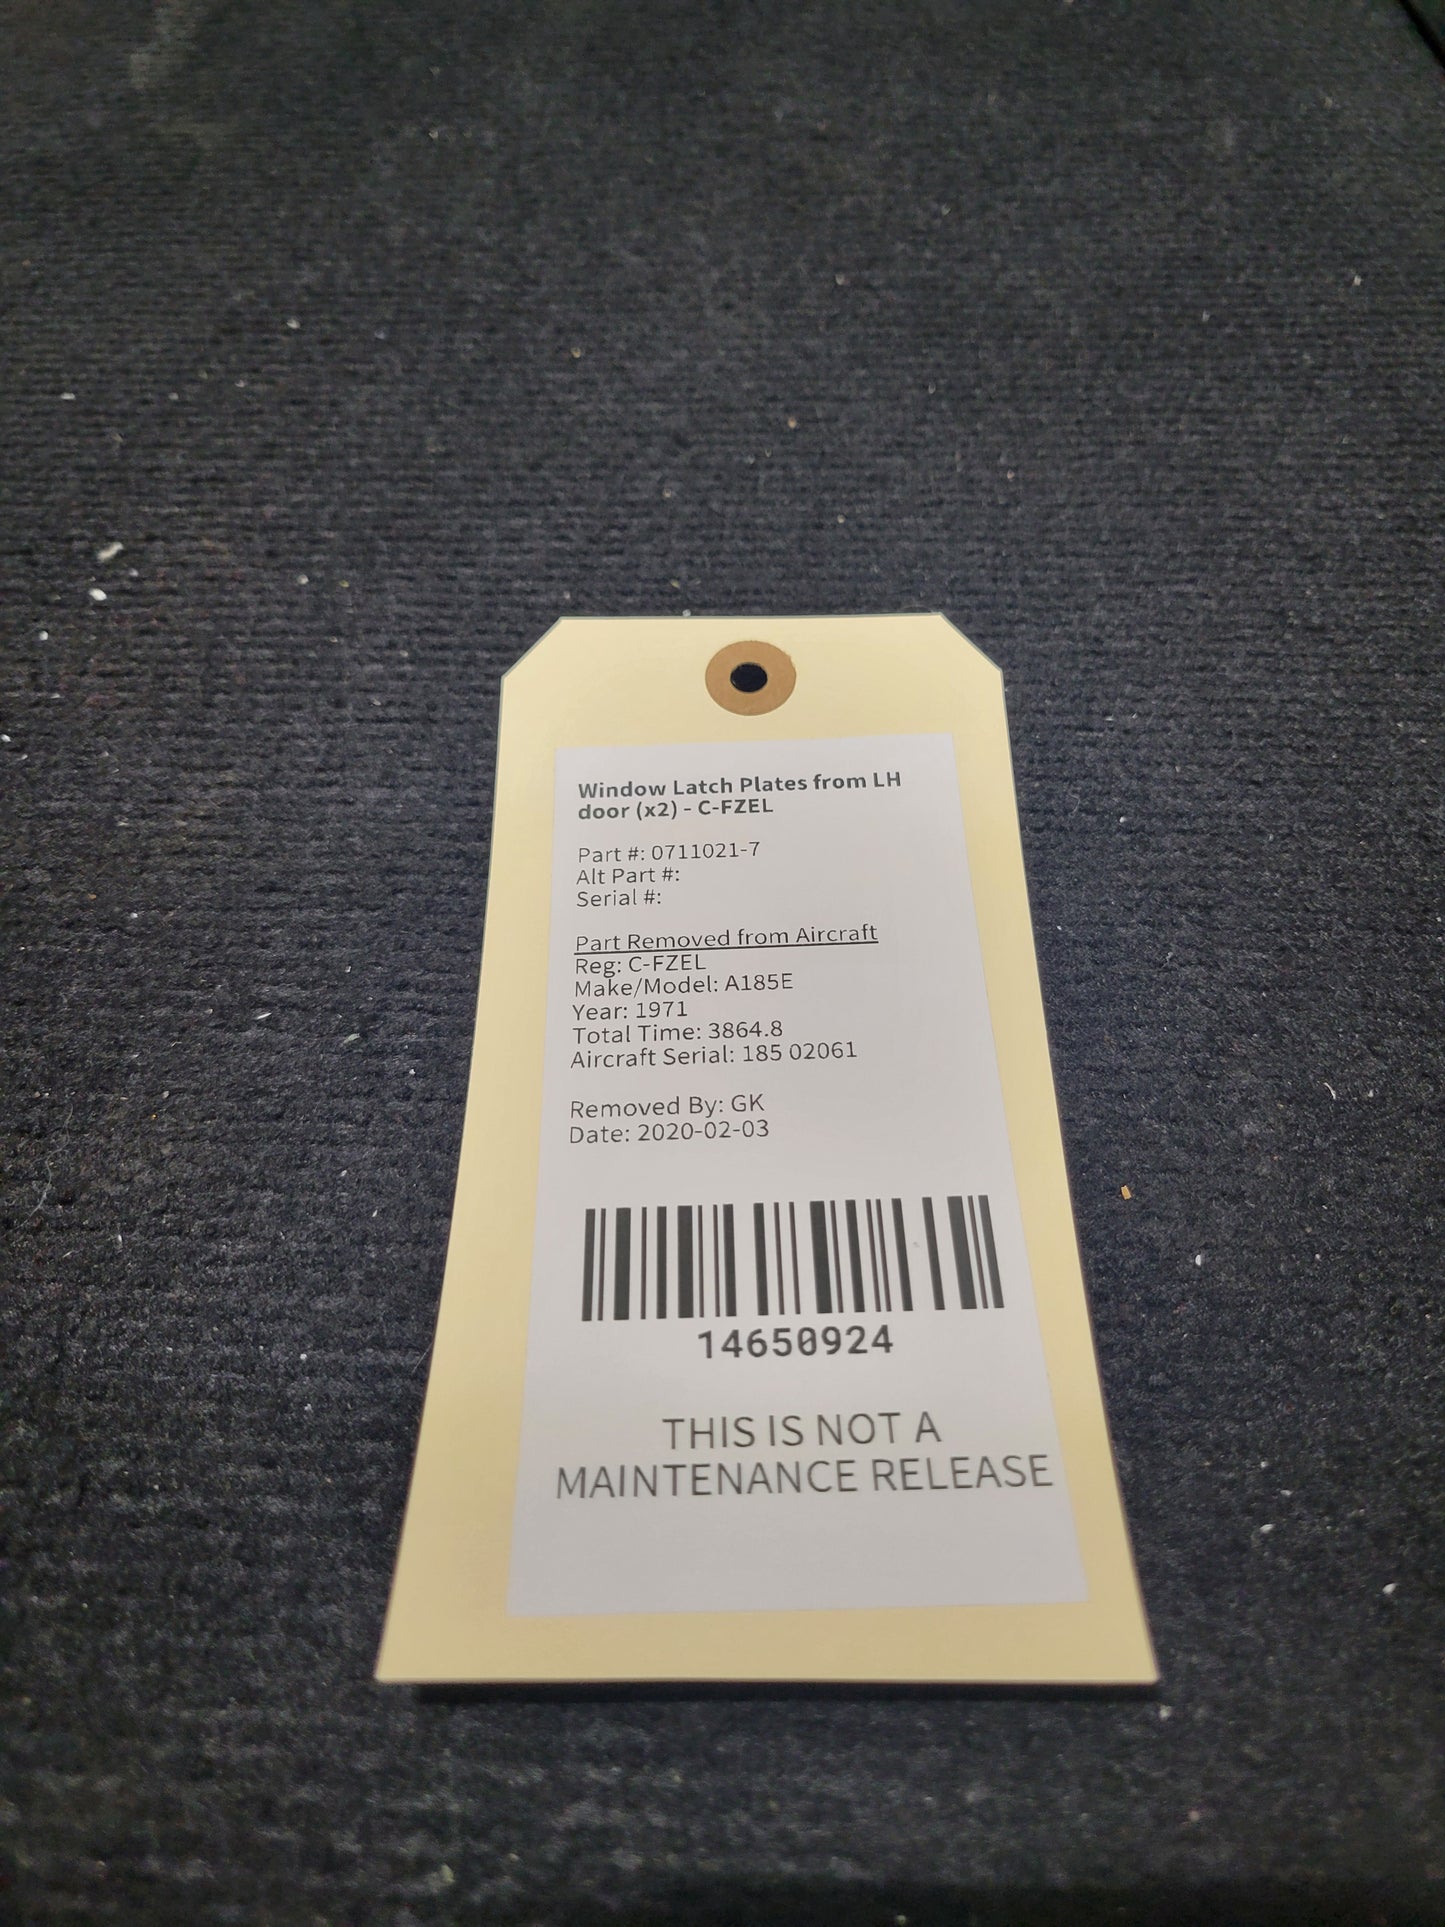 Window Latch Plates from LH
door (x2) - C-FZEL
Part #: 0711021-7
Alt Part #:
Serial #:
Part Removed from Aircraft
Reg: C-FZEL
Make/Model: A185E
Year: 1971
Total Time: 3864.8
Aircraft Serial: 185 02061
Removed By: GK
Date: 2020-02-03
14650924
THIS IS NOT A
MAINTENANCE RELEASE